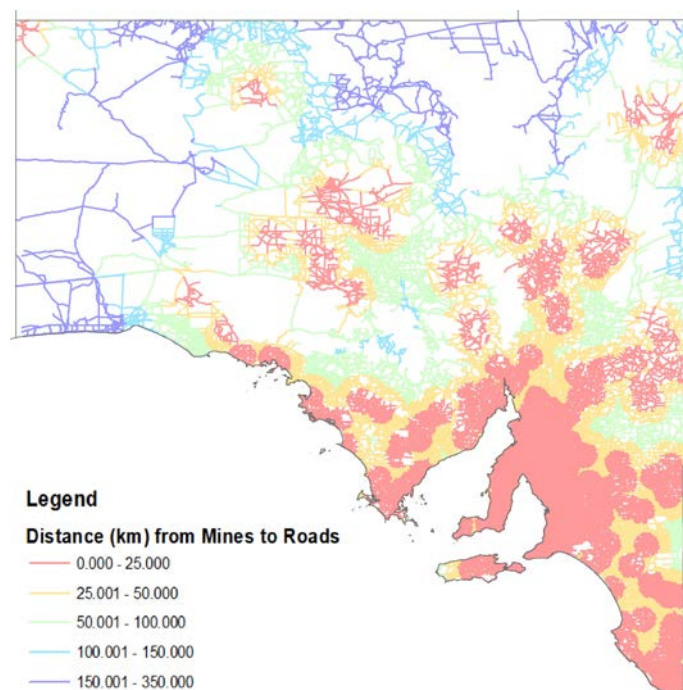 Legend
Distance (km) from Mines to Roads
0.000 - 25.000
25.001 - 50.000
50.001 - 100.000
100.001 - 150.000
150.001 - 350.000